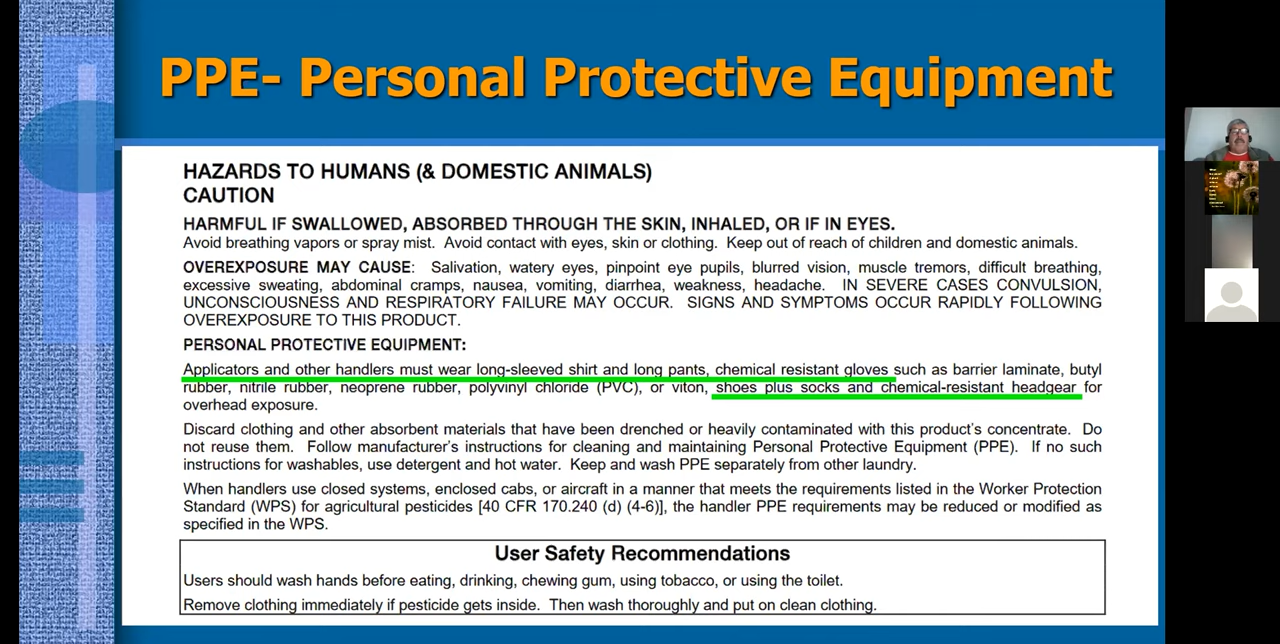 PPE- Personal Protective Equipment
HAZARDS TO HUMANS (& DOMESTIC ANIMALS)
CAUTION
HARMFUL IF SWALLOWED, ABSORBED THROUGH THE SKIN, INHALED, OR IF IN EYES.
Avoid breathing vapors or spray mist. Avoid contact with eyes, skin or clothing. Keep out of reach of children and domestic animals.
OVEREXPOSURE MAY CAUSE: Salivation, watery eyes, pinpoint eye pupils, blurred vision, muscle tremors, difficult breathing,
excessive sweating, abdominal cramps, nausea, vomiting, diarrhea, weakness, headache. IN SEVERE CASES CONVULSION,
UNCONSCIOUSNESS AND RESPIRATORY FAILURE MAY OCCUR. SIGNS AND SYMPTOMS OCCUR RAPIDLY FOLLOWING
OVEREXPOSURE TO THIS PRODUCT.
PERSONAL PROTECTIVE EQUIPMENT:
Applicators and other handlers must wear long-sleeved shirt and long pants, chemical resistant gloves such as barrier laminate, butyl
rubber, nitrile rubber, neoprene rubber, polyvinyl chloride (PVC), or viton, shoes plus socks and chemical-resistant headgear for
overhead exposure.
Discard clothing and other absorbent materials that have been drenched or heavily contaminated with this product's concentrate. Do
not reuse them. Follow manufacturer's instructions for cleaning and maintaining Personal Protective Equipment (PPE). If no such
instructions for washables, use detergent and hot water. Keep and wash PPE separately from other laundry.
When handlers use closed systems, enclosed cabs, or aircraft in a manner that meets the requirements listed in the Worker Protection
Standard (WPS) for agricultural pesticides [40 CFR 170.240 (d) (4-6)], the handler PPE requirements may be reduced or modified as
specified in the WPS.
User Safety Recommendations
Users should wash hands before eating, drinking, chewing gum, using tobacco, or using the toilet.
Remove clothing immediately if pesticide gets inside. Then wash thoroughly and put on clean clothing.